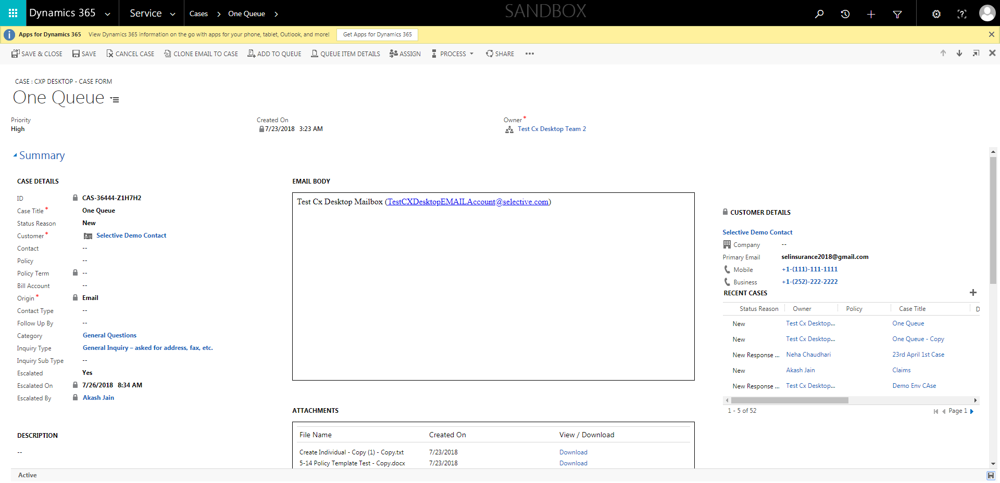 Dynamics 365 Service Cases One Queue SANDBOX
Apps for Dynamics 365 View Dynamics 365 information on the go with apps for your phone, tablet, Outlook, and more! Get Apps for Dynamics 365
SAVE & CLOSE SAVE CANCEL CASE CLONE EMAIL TO CASE ADD TO QUEUE QUEUE ITEM DETAILS ASSIGN PROCESS SHARE •••
CASE : CXP DESKTOP - CASE FORM
One Queue
Priority
High
Created On
7/23/2018 3:23 AM
Owner *
Test Cx Desktop Team 2
Summary
CASE DETAILS
ID CAS-36444-Z1H7H2
Case Title * One Queue
Status Reason New
Customer * Selective Demo Contact
Contact --
Policy --
Policy Term --
Bill Account --
Origin * Email
Contact Type --
Follow Up By --
Category General Questions
Inquiry Type General Inquiry – asked for address, fax, etc.
Inquiry Sub Type --
Escalated Yes
Escalated On 7/26/2018 8:34 AM
Escalated By Akash Jain
DESCRIPTION
--
EMAIL BODY
Test Cx Desktop Mailbox (TestCXDesktopEMAILAccount@selective.com)
ATTACHMENTS
File Name Created On View / Download
Create Individual - Copy (1) - Copy.txt 7/23/2018 Download
5-14 Policy Template Test - Copy.docx 7/23/2018 Download
CUSTOMER DETAILS
Selective Demo Contact
Company --
Primary Email selinsurance2018@gmail.com
Mobile +1-(111)-111-1111
Business +1-(252)-222-2222
RECENT CASES
Status Reason Owner Policy Case Title D
New Test Cx Desktop... One Queue
New Test Cx Desktop... One Queue - Copy
New Response ... Neha Chaudhari 23rd April 1st Case
New Akash Jain Claims
New Response ... Test Cx Desktop... Demo Env CAse
1 - 5 of 52 Page 1
Active